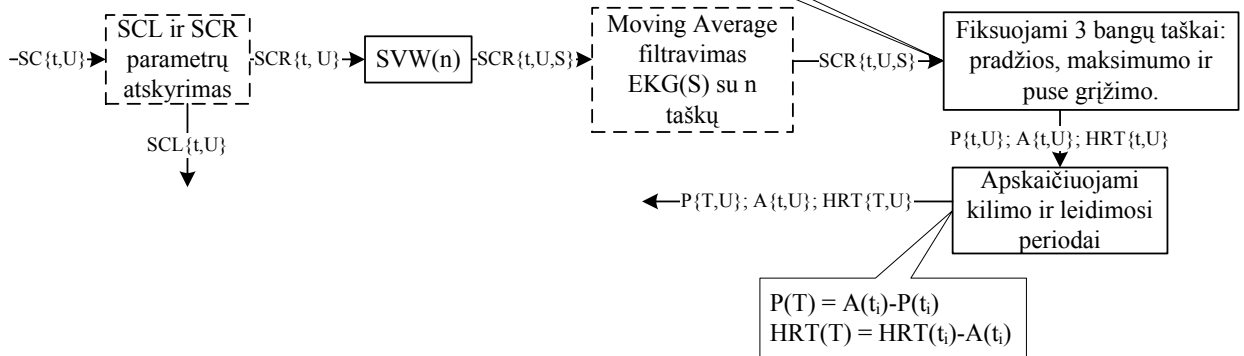 SC{t,U}
SCL ir SCR
parametrų
atskyrimas
SCR{t, U}
SVW(n)
SCR{t,U,S}
Moving Average
filtravimas
EKG(S) su n
taškų
SCR{t,U,S}
Fiksuojami 3 bangų taškai:
pradžios, maksimumo ir
puse grįžimo.
SCL{t,U}
P{t,U}; A{t,U}; HRT{t,U}
Apskaičiuojami
kilimo ir leidimosi
periodai
P{T,U}; A{t,U}; HRT{T,U}
P(T) = A(tᵢ)-P(tᵢ)
HRT(T) = HRT(tᵢ)-A(tᵢ)